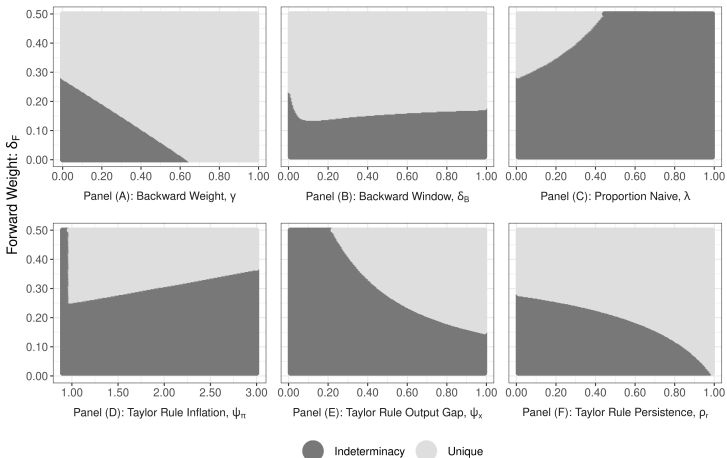 Forward Weight: δF
0.50
0.40
0.30
0.20
0.10
0.00
0.00 0.20 0.40 0.60 0.80 1.00
Panel (A): Backward Weight, γ
0.00 0.20 0.40 0.60 0.80 1.00
Panel (B): Backward Window, δB
0.00 0.20 0.40 0.60 0.80 1.00
Panel (C): Proportion Naive, λ
0.50
0.40
0.30
0.20
0.10
0.00
1.00 1.50 2.00 2.50 3.00
Panel (D): Taylor Rule Inflation, ψπ
0.00 0.20 0.40 0.60 0.80 1.00
Panel (E): Taylor Rule Output Gap, ψx
0.00 0.20 0.40 0.60 0.80 1.00
Panel (F): Taylor Rule Persistence, ρr
Indeterminacy Unique